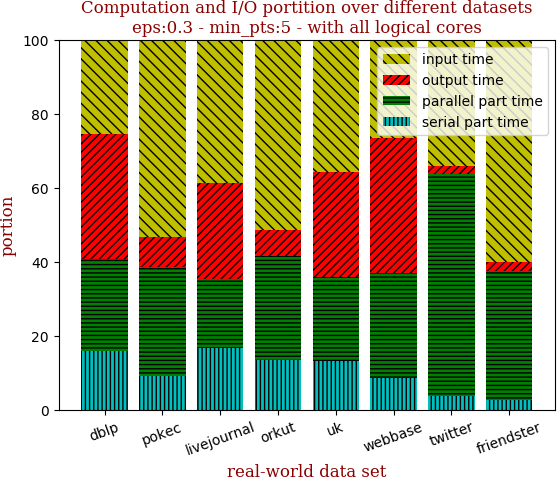 Computation and I/O portition over different datasets
eps:0.3 - min_pts:5 - with all logical cores
100
80
60
40
20
0
portion
input time
output time
parallel part time
serial part time
dblp
pokec
livejournal
orkut
uk
webbase
twitter
friendster
real-world data set